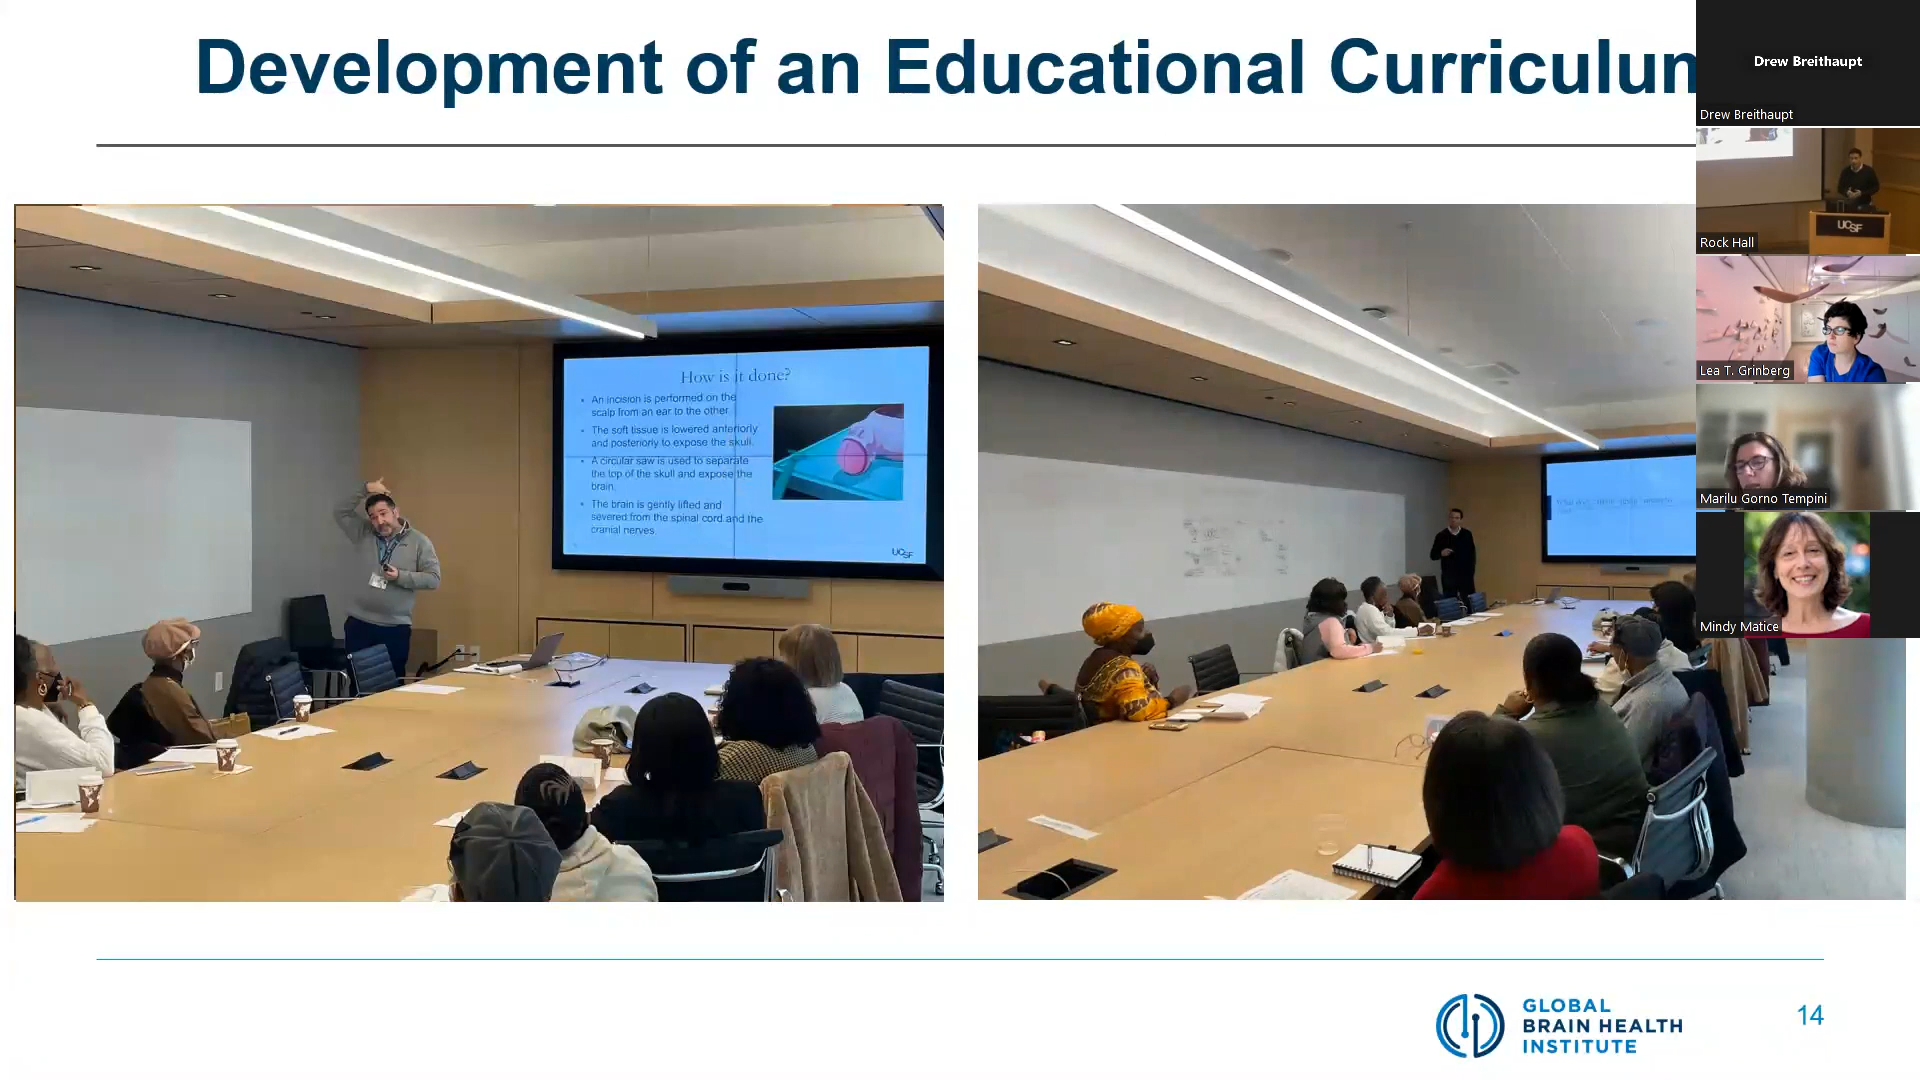 Development of an Educational Curriculum
Drew Breithaupt
Drew Breithaupt
UCSF
Rock Hall
Lea T. Grinberg
Marilu Gorno Tempini
Mindy Matice
How is it done?
• An incision is performed on the
scalp from an ear to the other.
• The soft tissue is lowered anteriorly
and posteriorly to expose the skull.
• A circular saw is used to separate
the top of the skull and expose the
brain.
• The brain is gently lifted and
severed from the spinal cord and the
cranial nerves.
UCSF
GLOBAL
BRAIN HEALTH
INSTITUTE
14